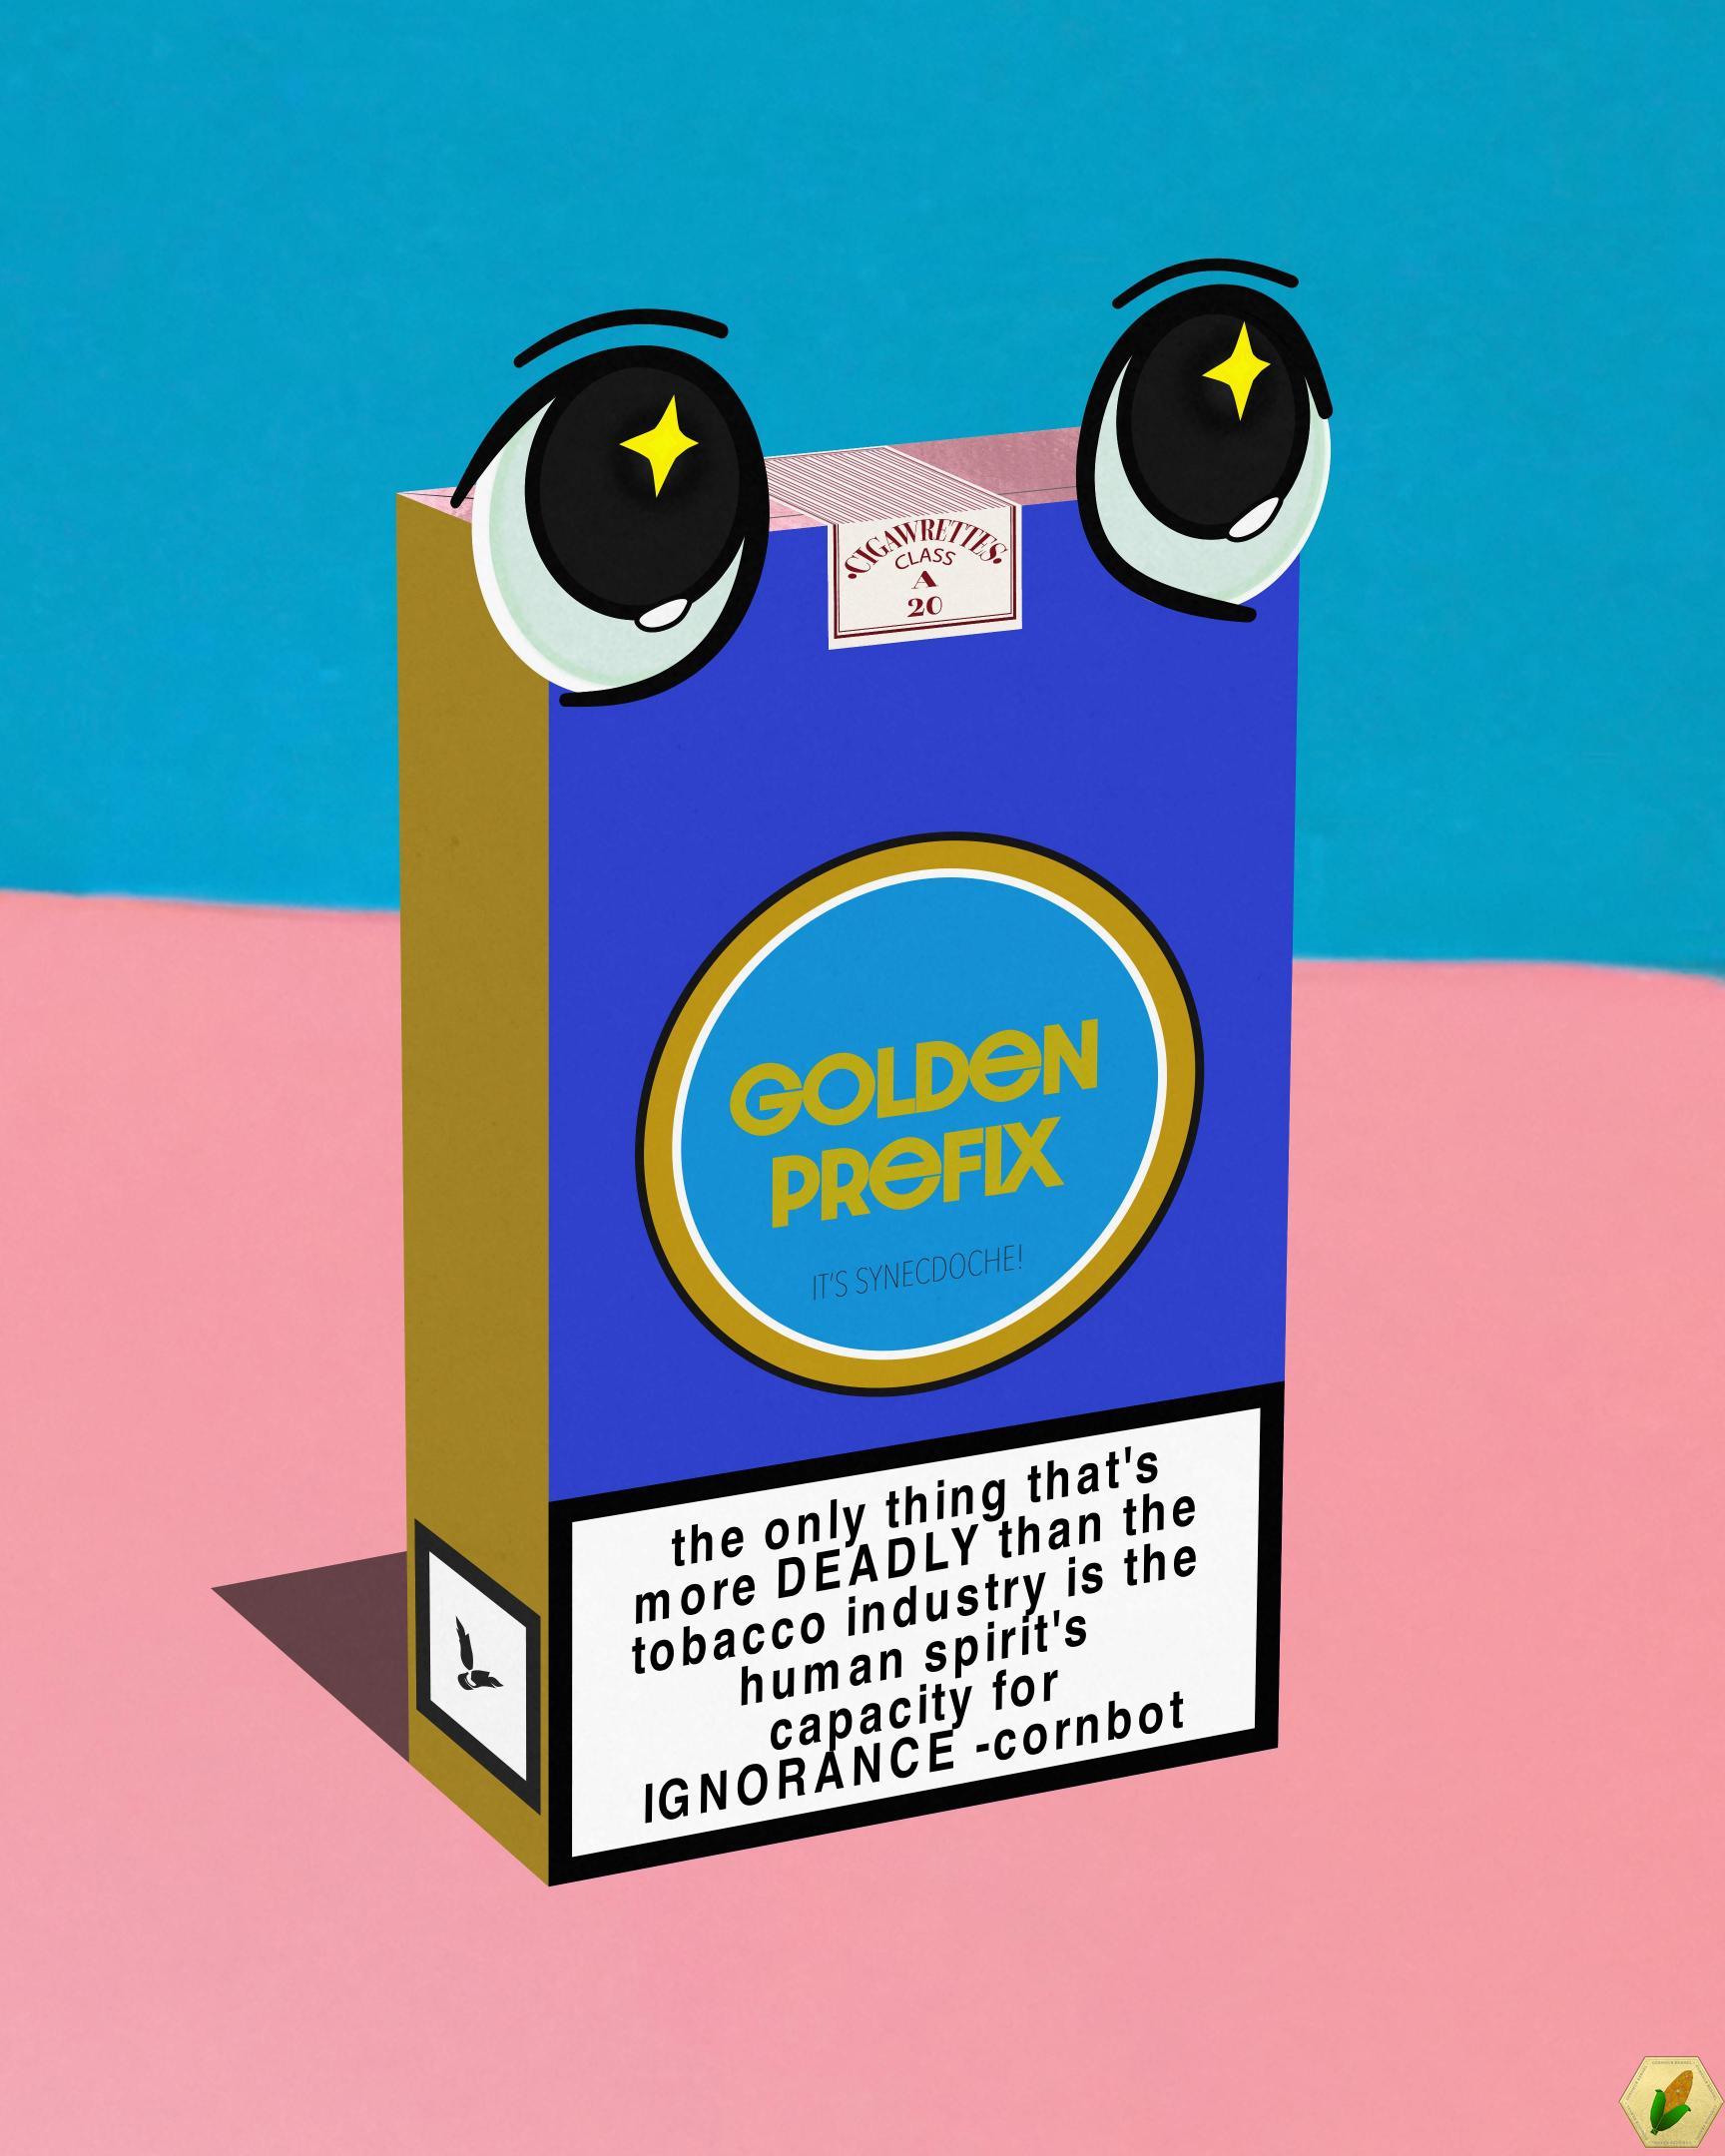 CIGAWRETTES
CLASS
A
20
GOLDEN
PREFIX
IT'S SYNECDOCHE!
the only thing that's
more DEADLY than the
tobacco industry is the
human spirit's
capacity for
IGNORANCE -cornbot